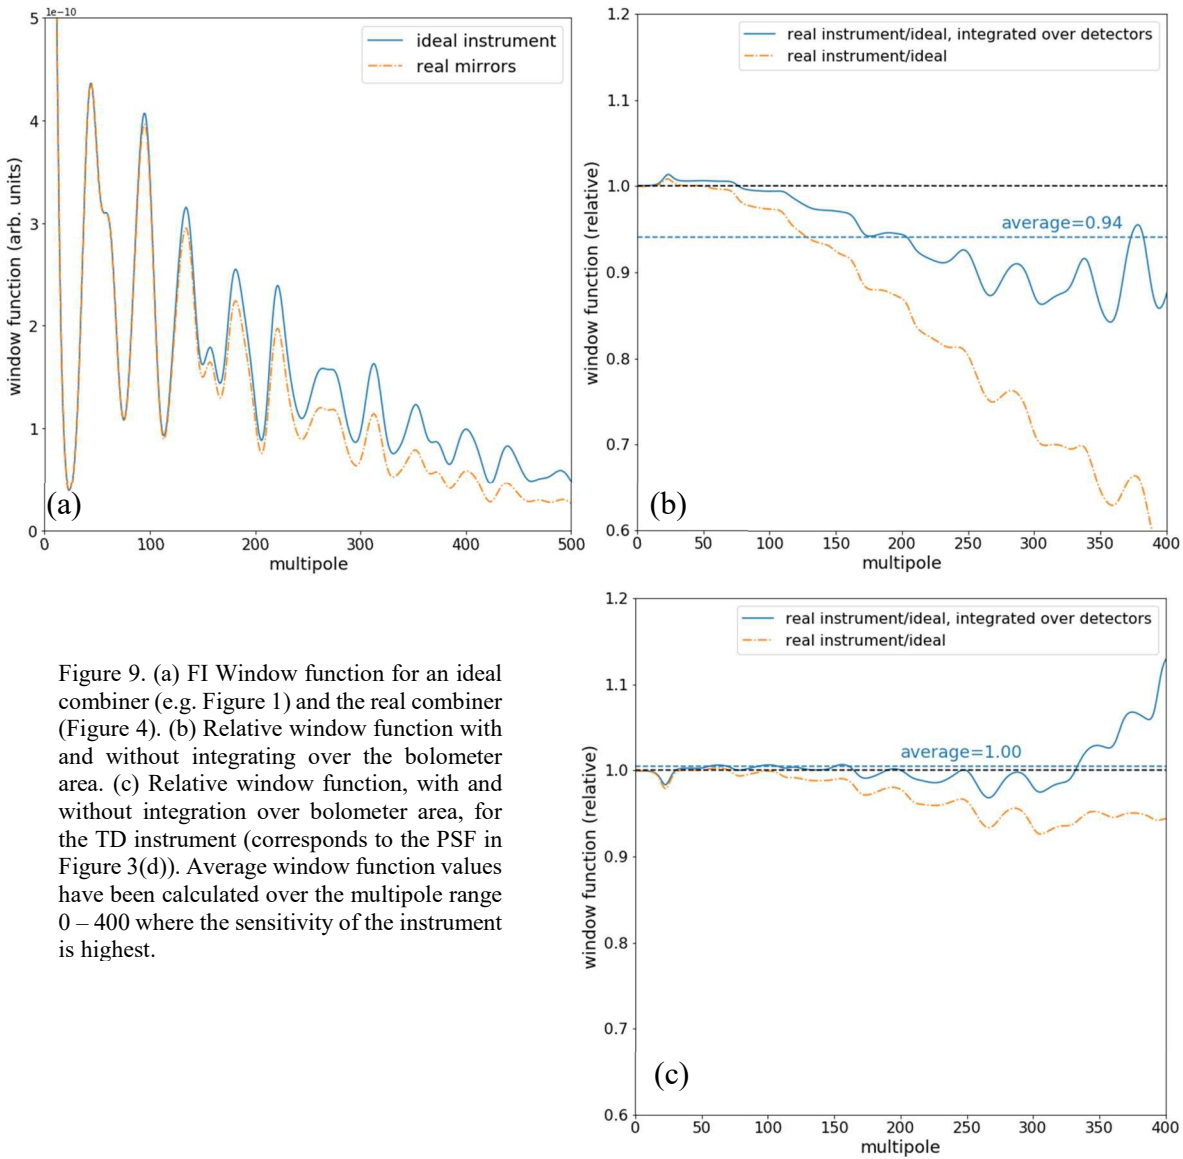 1e−10
5
4
3
2
1
0
window function (arb. units)
ideal instrument
real mirrors
(a)
0 100 200 300 400 500
multipole
1.2
1.1
1.0
0.9
0.8
0.7
0.6
window function (relative)
real instrument/ideal, integrated over detectors
real instrument/ideal
average=0.94
(b)
0 50 100 150 200 250 300 350 400
multipole
Figure 9. (a) FI Window function for an ideal
combiner (e.g. Figure 1) and the real combiner
(Figure 4). (b) Relative window function with
and without integrating over the bolometer
area. (c) Relative window function, with and
without integration over bolometer area, for
the TD instrument (corresponds to the PSF in
Figure 3(d)). Average window function values
have been calculated over the multipole range
0 – 400 where the sensitivity of the instrument
is highest.
1.2
1.1
1.0
0.9
0.8
0.7
0.6
window function (relative)
real instrument/ideal, integrated over detectors
real instrument/ideal
average=1.00
(c)
0 50 100 150 200 250 300 350 400
multipole